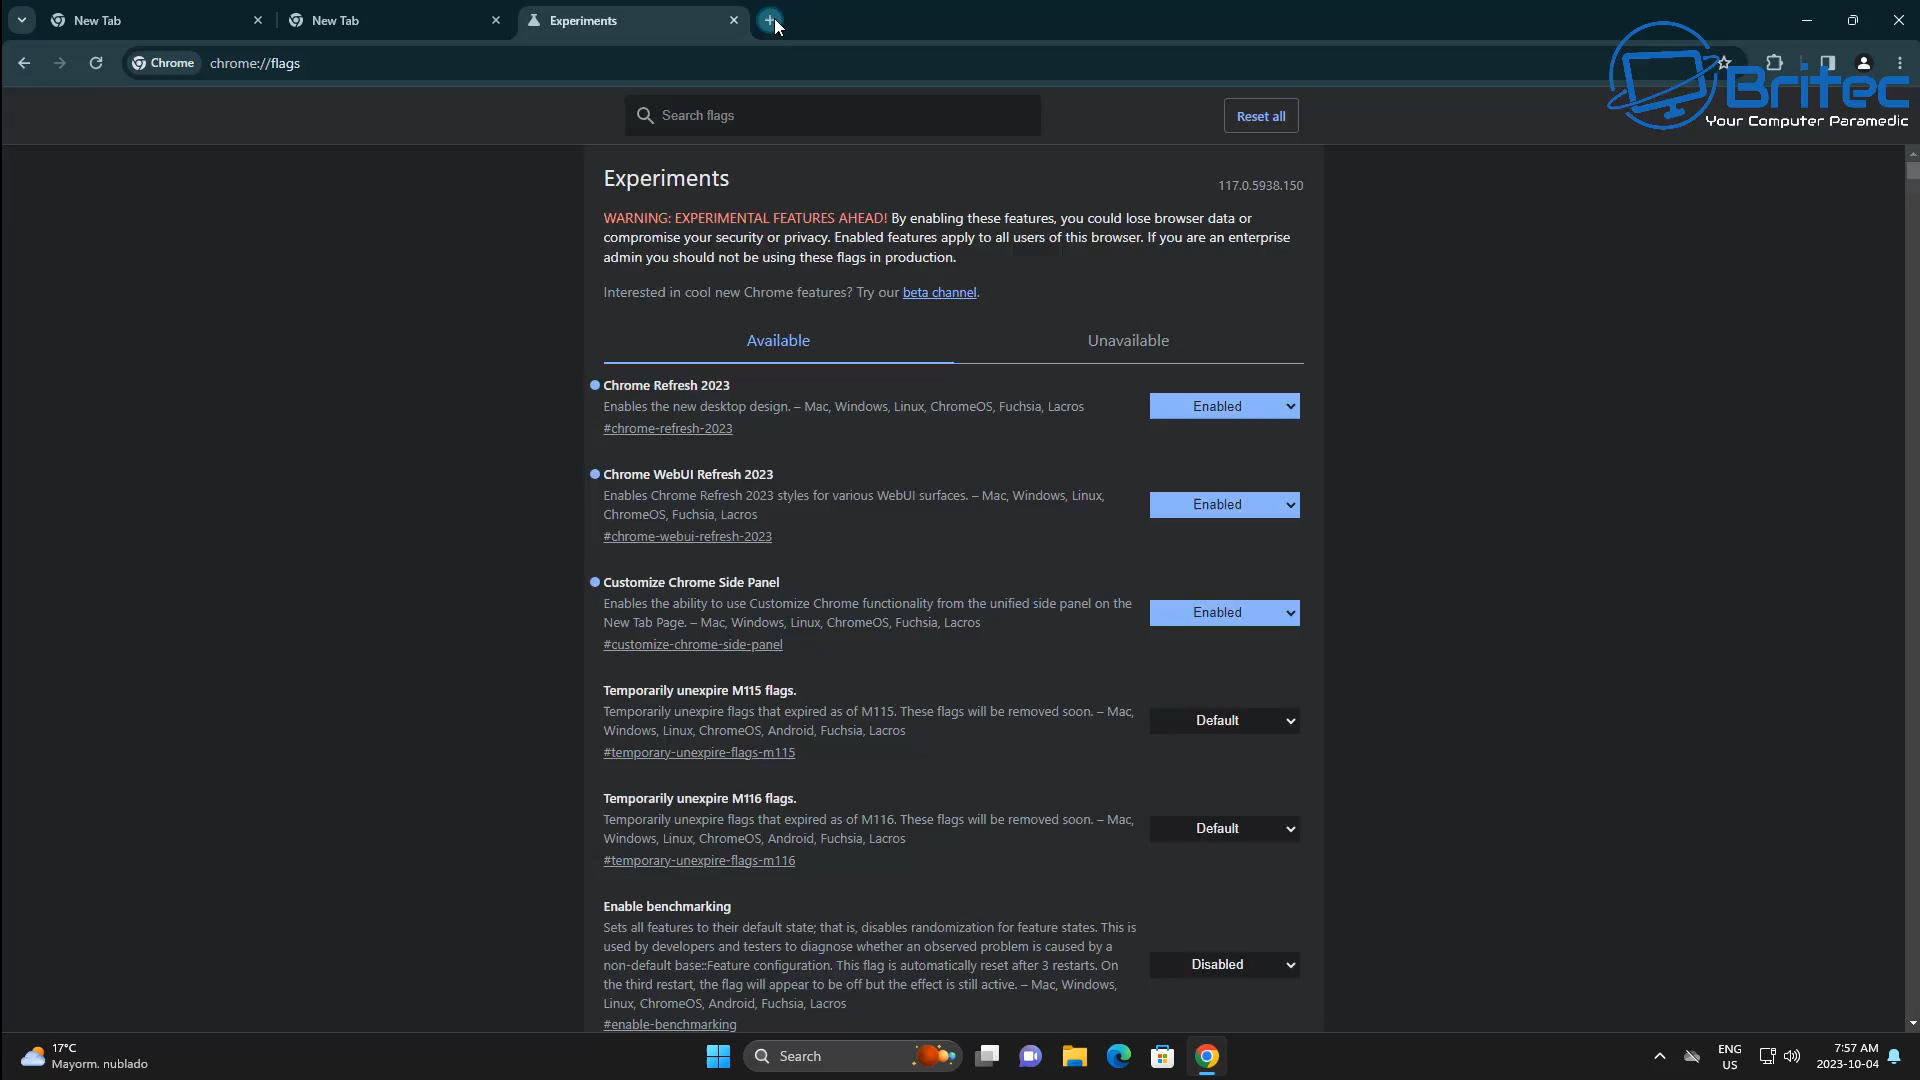 New Tab
New Tab
Experiments
Chrome
chrome://flags
Britec
Your Computer Paramedic
Search flags
Reset all
Experiments
117.0.5938.150
WARNING: EXPERIMENTAL FEATURES AHEAD! By enabling these features, you could lose browser data or
compromise your security or privacy. Enabled features apply to all users of this browser. If you are an enterprise
admin you should not be using these flags in production.
Interested in cool new Chrome features? Try our beta channel.
Available
Unavailable
Chrome Refresh 2023
Enables the new desktop design. – Mac, Windows, Linux, ChromeOS, Fuchsia, Lacros
#chrome-refresh-2023
Enabled
Chrome WebUI Refresh 2023
Enables Chrome Refresh 2023 styles for various WebUI surfaces. – Mac, Windows, Linux,
ChromeOS, Fuchsia, Lacros
#chrome-webui-refresh-2023
Enabled
Customize Chrome Side Panel
Enables the ability to use Customize Chrome functionality from the unified side panel on the
New Tab Page. – Mac, Windows, Linux, ChromeOS, Fuchsia, Lacros
#customize-chrome-side-panel
Enabled
Temporarily unexpire M115 flags.
Temporarily unexpire flags that expired as of M115. These flags will be removed soon. – Mac,
Windows, Linux, ChromeOS, Android, Fuchsia, Lacros
#temporary-unexpire-flags-m115
Default
Temporarily unexpire M116 flags.
Temporarily unexpire flags that expired as of M116. These flags will be removed soon. – Mac,
Windows, Linux, ChromeOS, Android, Fuchsia, Lacros
#temporary-unexpire-flags-m116
Default
Enable benchmarking
Sets all features to their default state; that is, disables randomization for feature states. This is
used by developers and testers to diagnose whether an observed problem is caused by a
non-default base::Feature configuration. This flag is automatically reset after 3 restarts. On
the third restart, the flag will appear to be off but the effect is still active. – Mac, Windows,
Linux, ChromeOS, Android, Fuchsia, Lacros
#enable-benchmarking
Disabled
17°C
Mayorm. nublado
Search
ENG
US
7:57 AM
2023-10-04